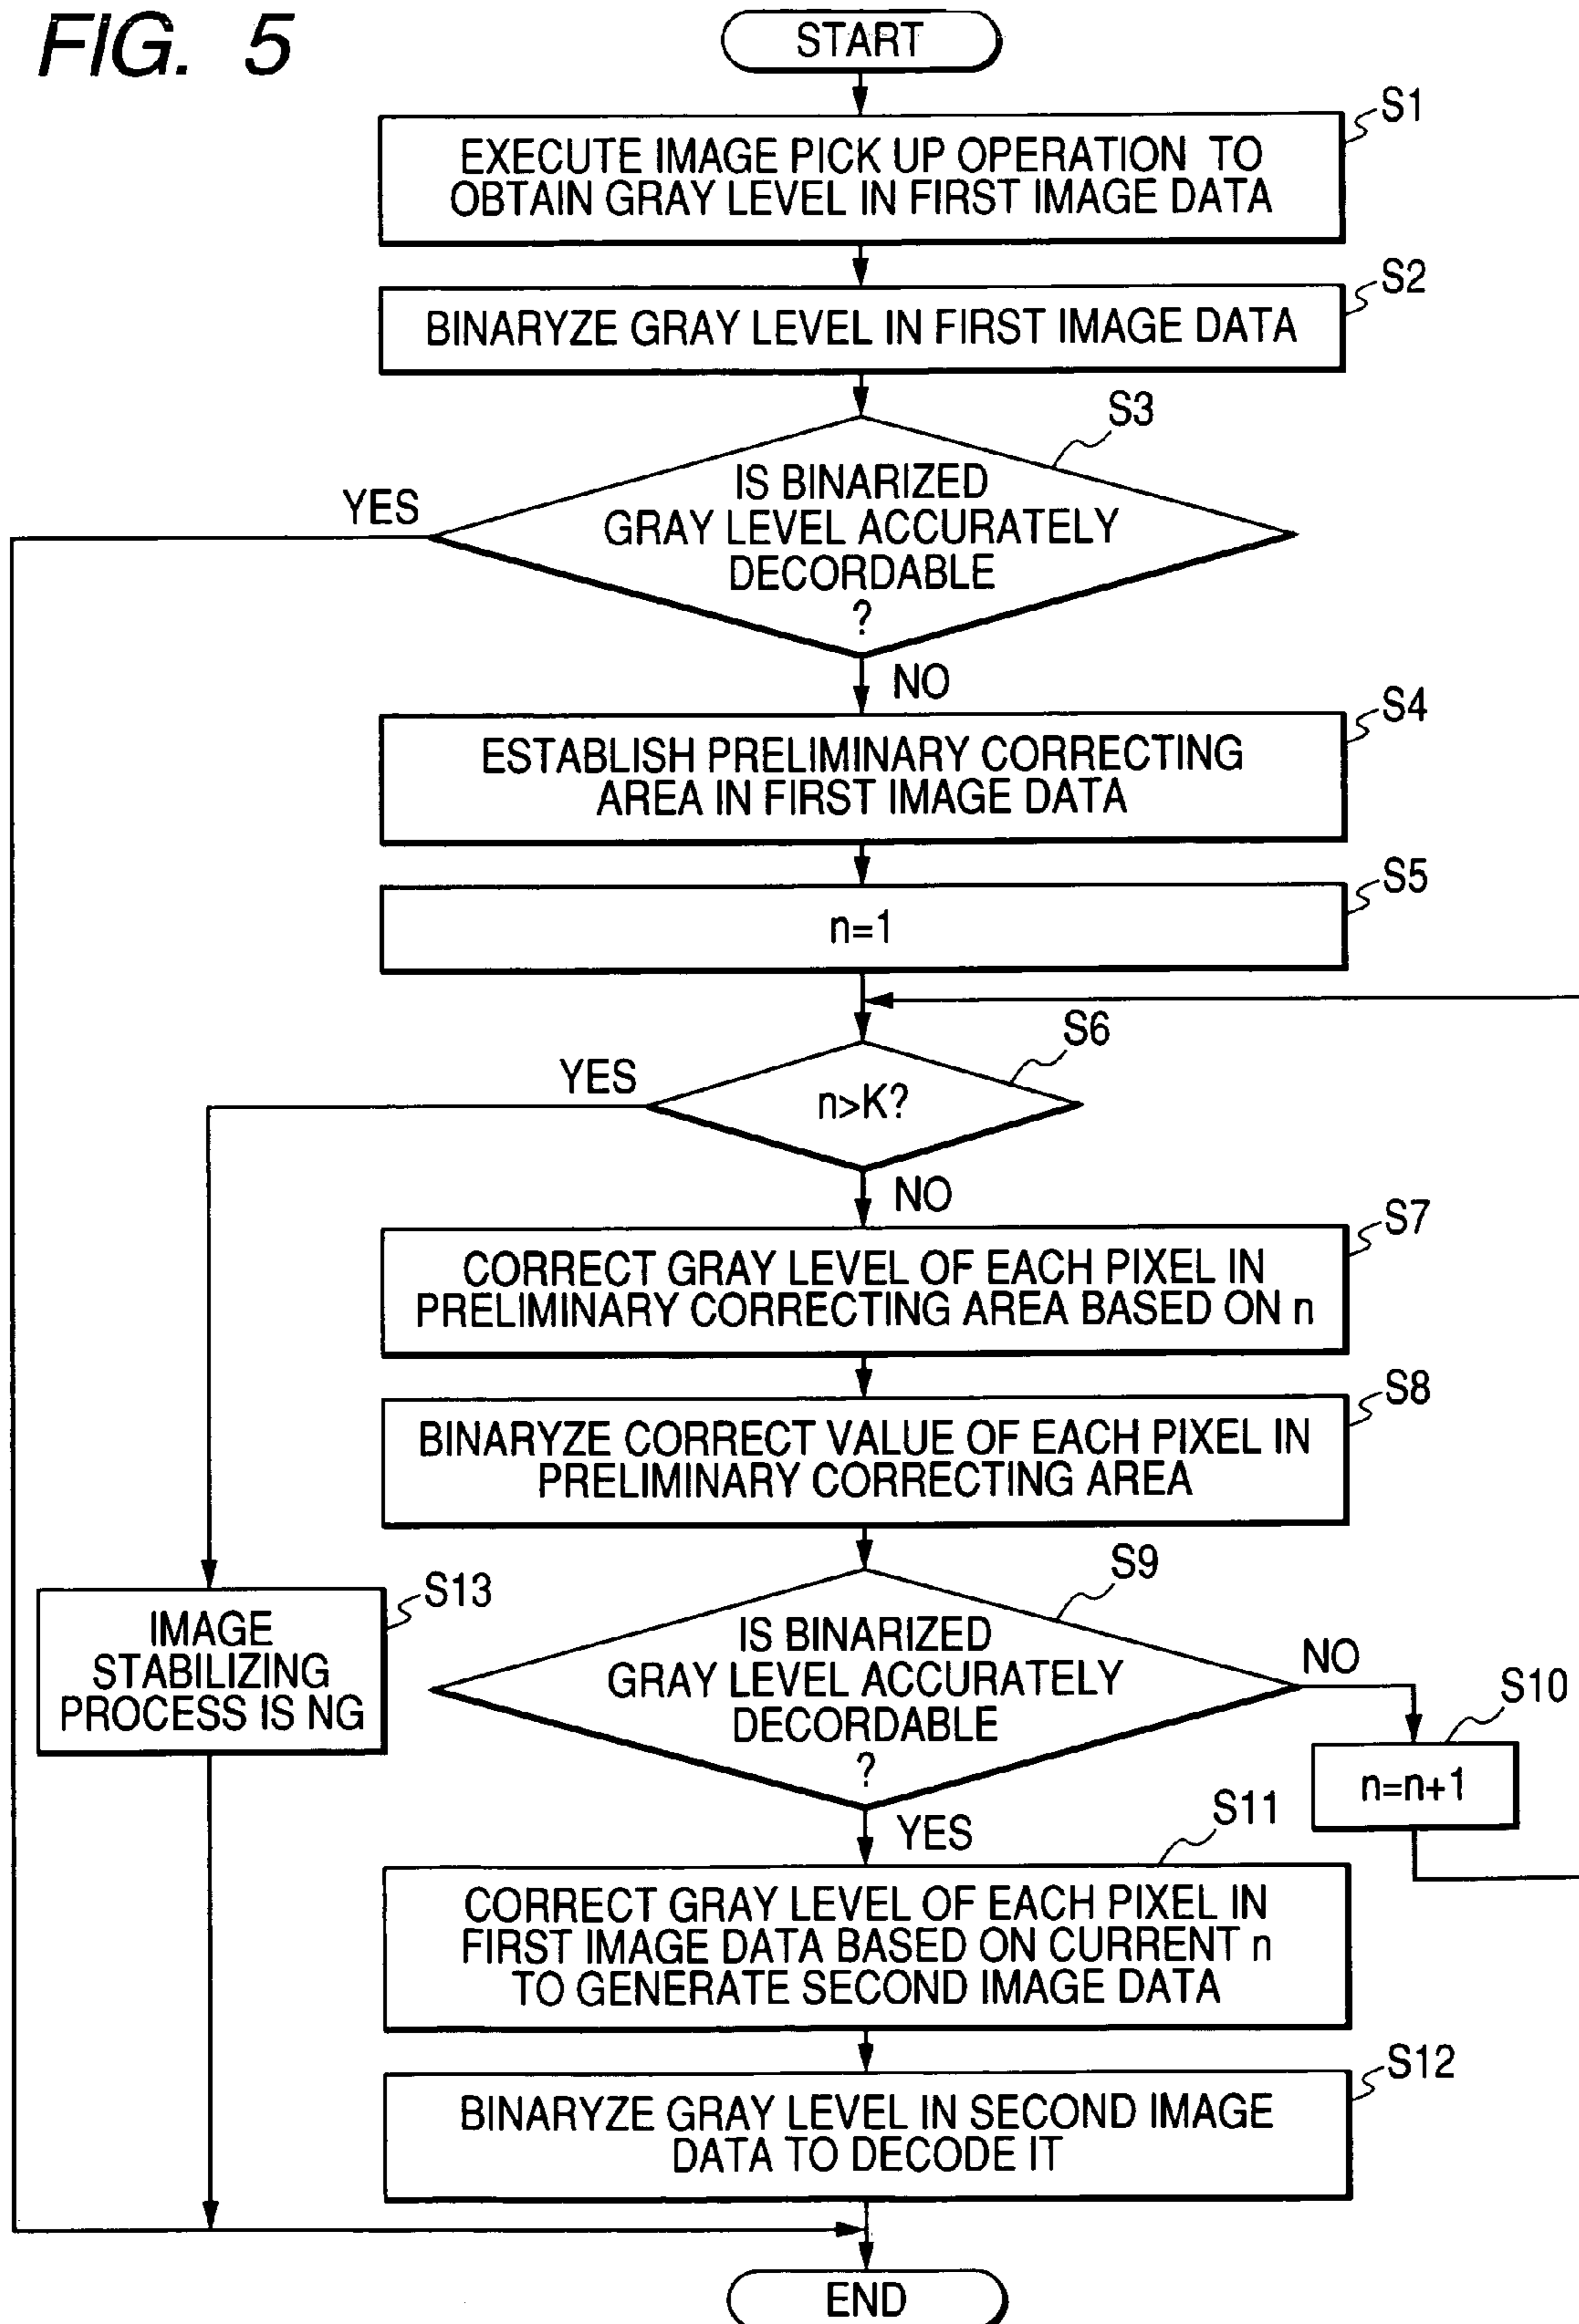 FIG. 5
START
S1
EXECUTE IMAGE PICK UP OPERATION TO
OBTAIN GRAY LEVEL IN FIRST IMAGE DATA
S2
BINARYZE GRAY LEVEL IN FIRST IMAGE DATA
S3
IS BINARIZED
GRAY LEVEL ACCURATELY
DECORDABLE
?
YES
NO
S4
ESTABLISH PRELIMINARY CORRECTING
AREA IN FIRST IMAGE DATA
S5
n=1
S6
n>K?
YES
NO
S7
CORRECT GRAY LEVEL OF EACH PIXEL IN
PRELIMINARY CORRECTING AREA BASED ON n
S8
BINARYZE CORRECT VALUE OF EACH PIXEL IN
PRELIMINARY CORRECTING AREA
S13
IMAGE
STABILIZING
PROCESS IS NG
S9
IS BINARIZED
GRAY LEVEL ACCURATELY
DECORDABLE
?
NO
S10
n=n+1
YES
S11
CORRECT GRAY LEVEL OF EACH PIXEL IN
FIRST IMAGE DATA BASED ON CURRENT n
TO GENERATE SECOND IMAGE DATA
S12
BINARYZE GRAY LEVEL IN SECOND IMAGE
DATA TO DECODE IT
END